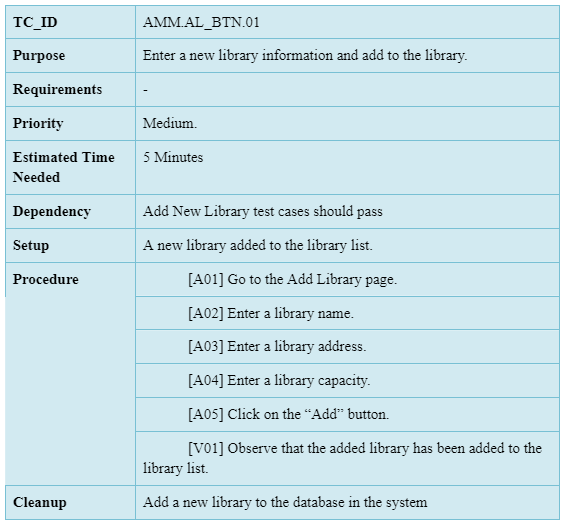 TC_ID
AMM.AL_BTN.01
Purpose
Enter a new library information and add to the library.
Requirements
-
Priority
Medium.
Estimated Time
Needed
5 Minutes
Dependency
Add New Library test cases should pass
Setup
A new library added to the library list.
Procedure
[A01] Go to the Add Library page.
[A02] Enter a library name.
[A03] Enter a library address.
[A04] Enter a library capacity.
[A05] Click on the “Add” button.
[V01] Observe that the added library has been added to the
library list.
Cleanup
Add a new library to the database in the system